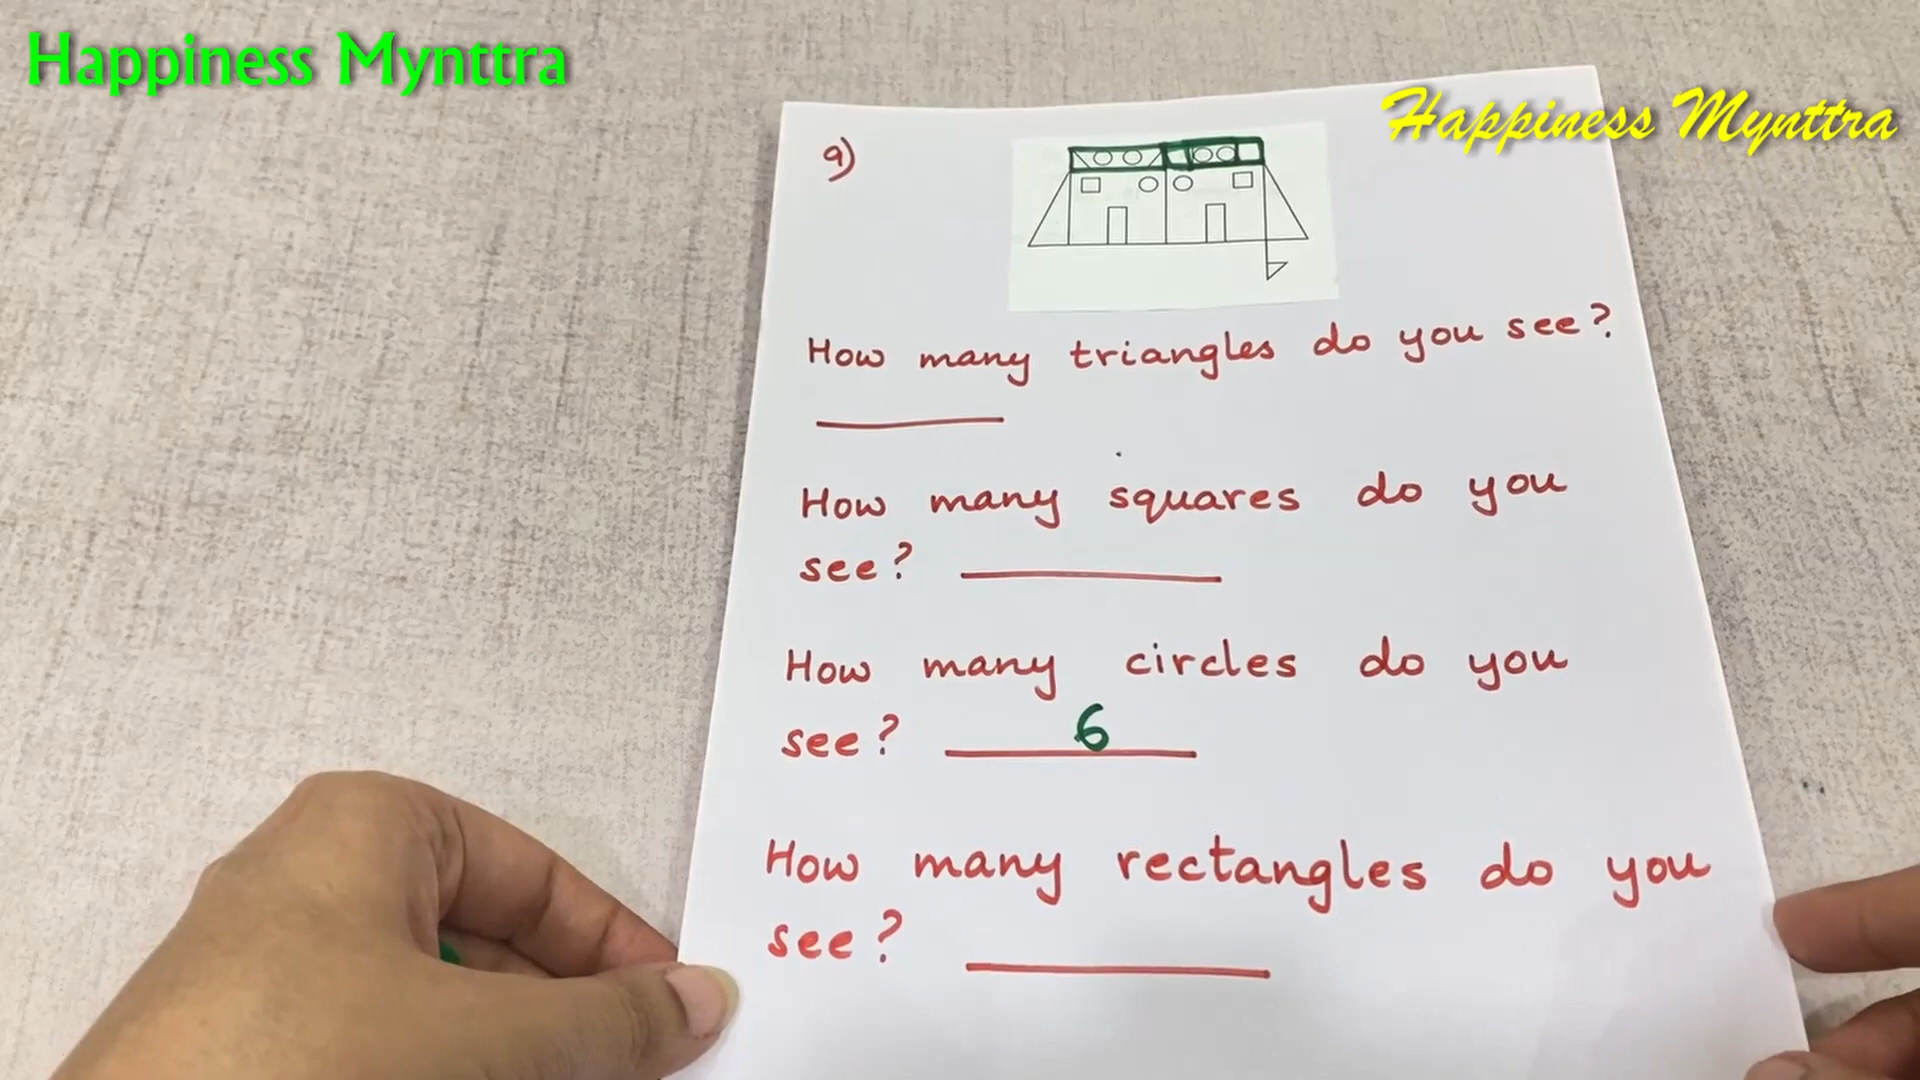 Happiness Mynttra
Happiness Mynttra
9)
How many triangles do you see?
How many squares do you
see?
How many circles do you
see? 6
How many rectangles do you
see?